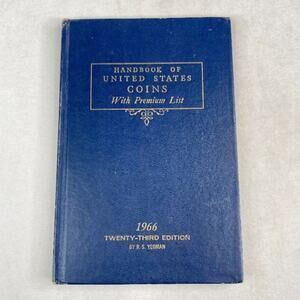 HANDBOOK OF
UNITED STATES
COINS
With Premium List
1966
TWENTY-THIRD EDITION
BY R. S. YEOMAN